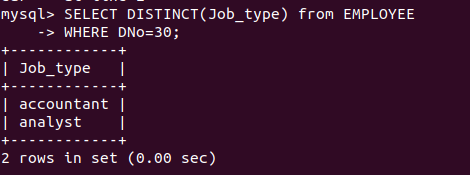 mysql> SELECT DISTINCT(Job_type) from EMPLOYEE
    -> WHERE DNo=30;
+------------+
| Job_type   |
+------------+
| accountant |
| analyst    |
+------------+
2 rows in set (0.00 sec)